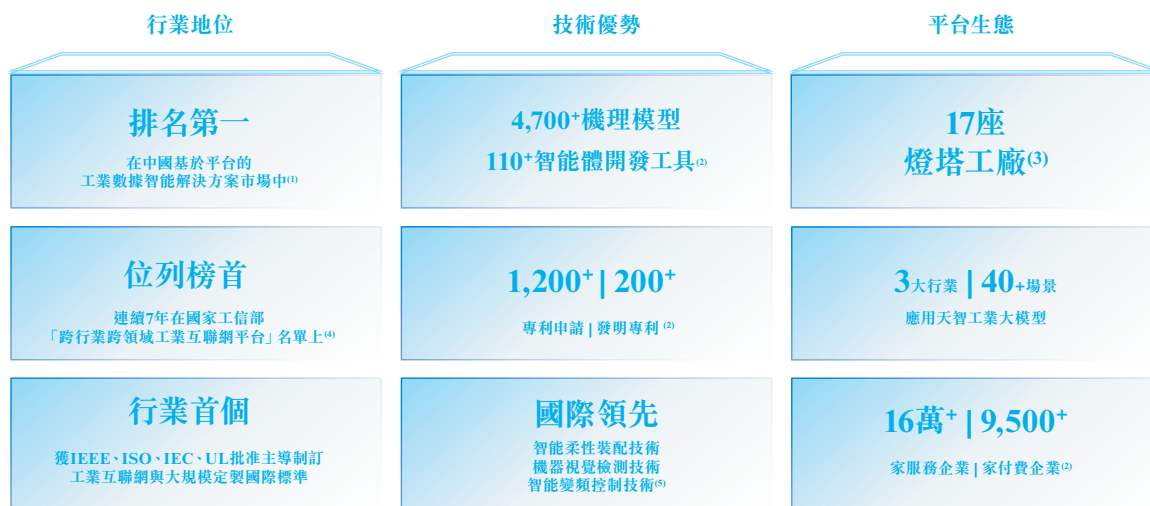 行業地位
排名第一
在中國基於平台的
工業數據智能解決方案市場中(1)
位列榜首
連續7年在國家工信部
「跨行業跨領域工業互聯網平台」名單上(4)
行業首個
獲IEEE、ISO、IEC、UL批准主導制訂
工業互聯網與大規模定製國際標準
技術優勢
4,700+機理模型
110+智能體開發工具(2)
1,200+ | 200+
專利申請 | 發明專利(2)
國際領先
智能柔性裝配技術
機器視覺檢測技術
智能變頻控制技術(5)
平台生態
17座
燈塔工廠(3)
3大行業 | 40+場景
應用天智工業大模型
16萬+ | 9,500+
家服務企業 | 家付費企業(2)